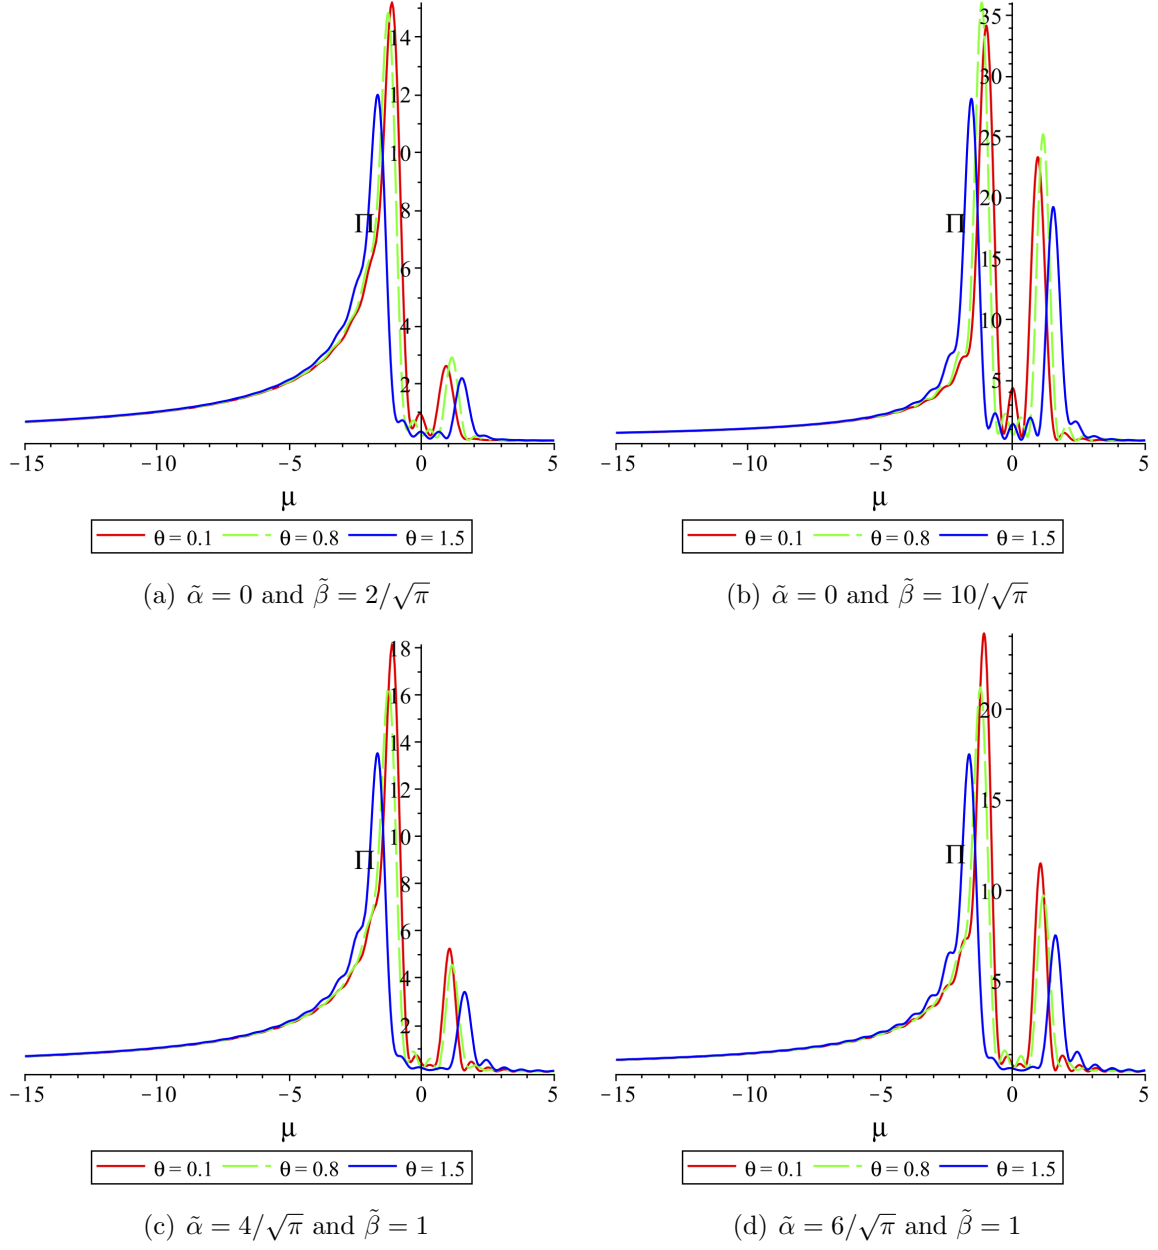 14
12
10
8
6
4
2
Π
−15 −10 −5 0 5
μ
θ = 0.1 θ = 0.8 θ = 1.5
(a) α̃ = 0 and β̃ = 2/√π
35
30
25
20
15
10
5
Π
−15 −10 −5 0 5
μ
θ = 0.1 θ = 0.8 θ = 1.5
(b) α̃ = 0 and β̃ = 10/√π
18
16
14
12
10
8
6
4
2
Π
−15 −10 −5 0 5
μ
θ = 0.1 θ = 0.8 θ = 1.5
(c) α̃ = 4/√π and β̃ = 1
20
15
10
5
Π
−15 −10 −5 0 5
μ
θ = 0.1 θ = 0.8 θ = 1.5
(d) α̃ = 6/√π and β̃ = 1